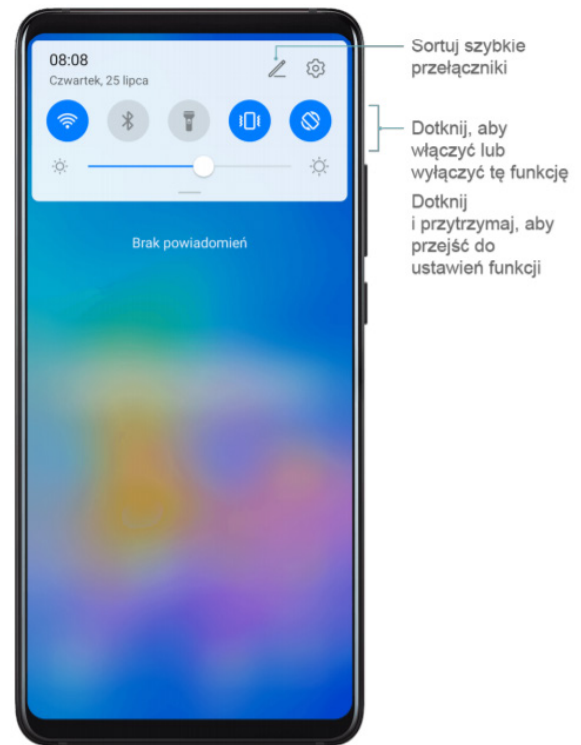 08:08
Czwartek, 25 lipca
Sortuj szybkie
przełączniki
Dotknij, aby
włączyć lub
wyłączyć tę funkcję
Dotknij
i przytrzymaj, aby
przejść do
ustawień funkcji
Brak powiadomień